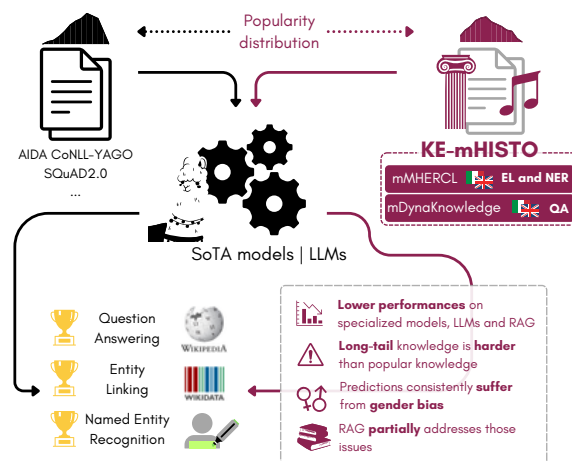 Popularity
distribution
AIDA CoNLL-YAGO
SQuAD2.0
...
KE-mHISTO
mMHERCL EL and NER
mDynaKnowledge QA
SoTA models | LLMs
Question
Answering
WIKIPEDIA
Entity
Linking
WIKIDATA
Named Entity
Recognition
Lower performances on
specialized models, LLMs and RAG
Long-tail knowledge is harder
than popular knowledge
Predictions consistently suffer
from gender bias
RAG partially addresses those
issues